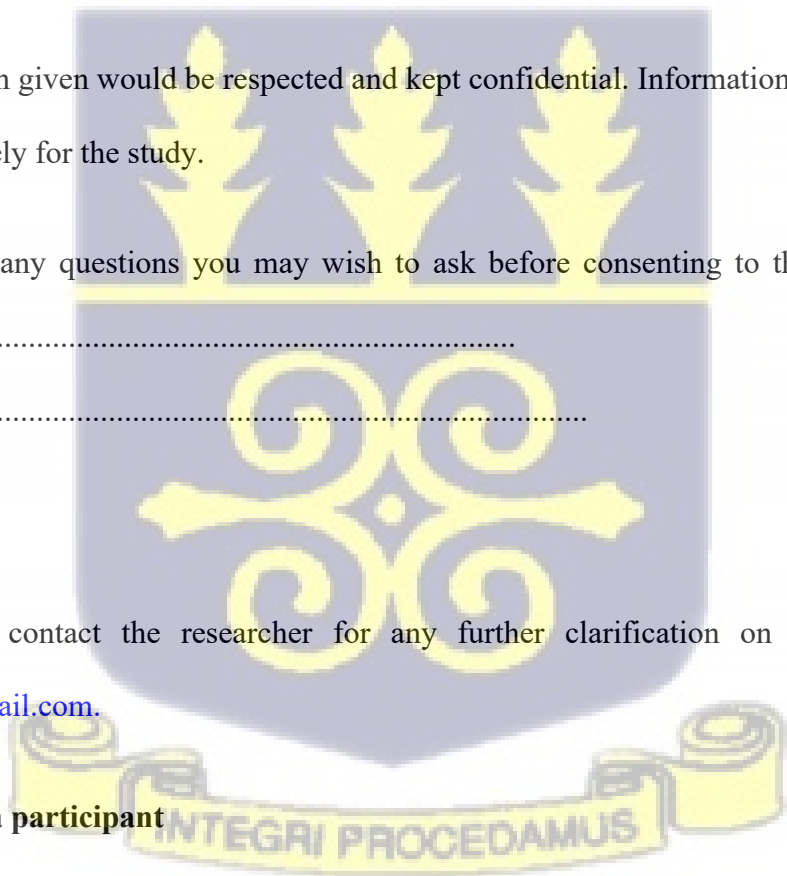 n given would be respected and kept confidential. Information
ely for the study.
any questions you may wish to ask before consenting to th
................................................................
.........................................................................
contact the researcher for any further clarification on
ail.com.
participant
INTEGRI PROCEDAMUS